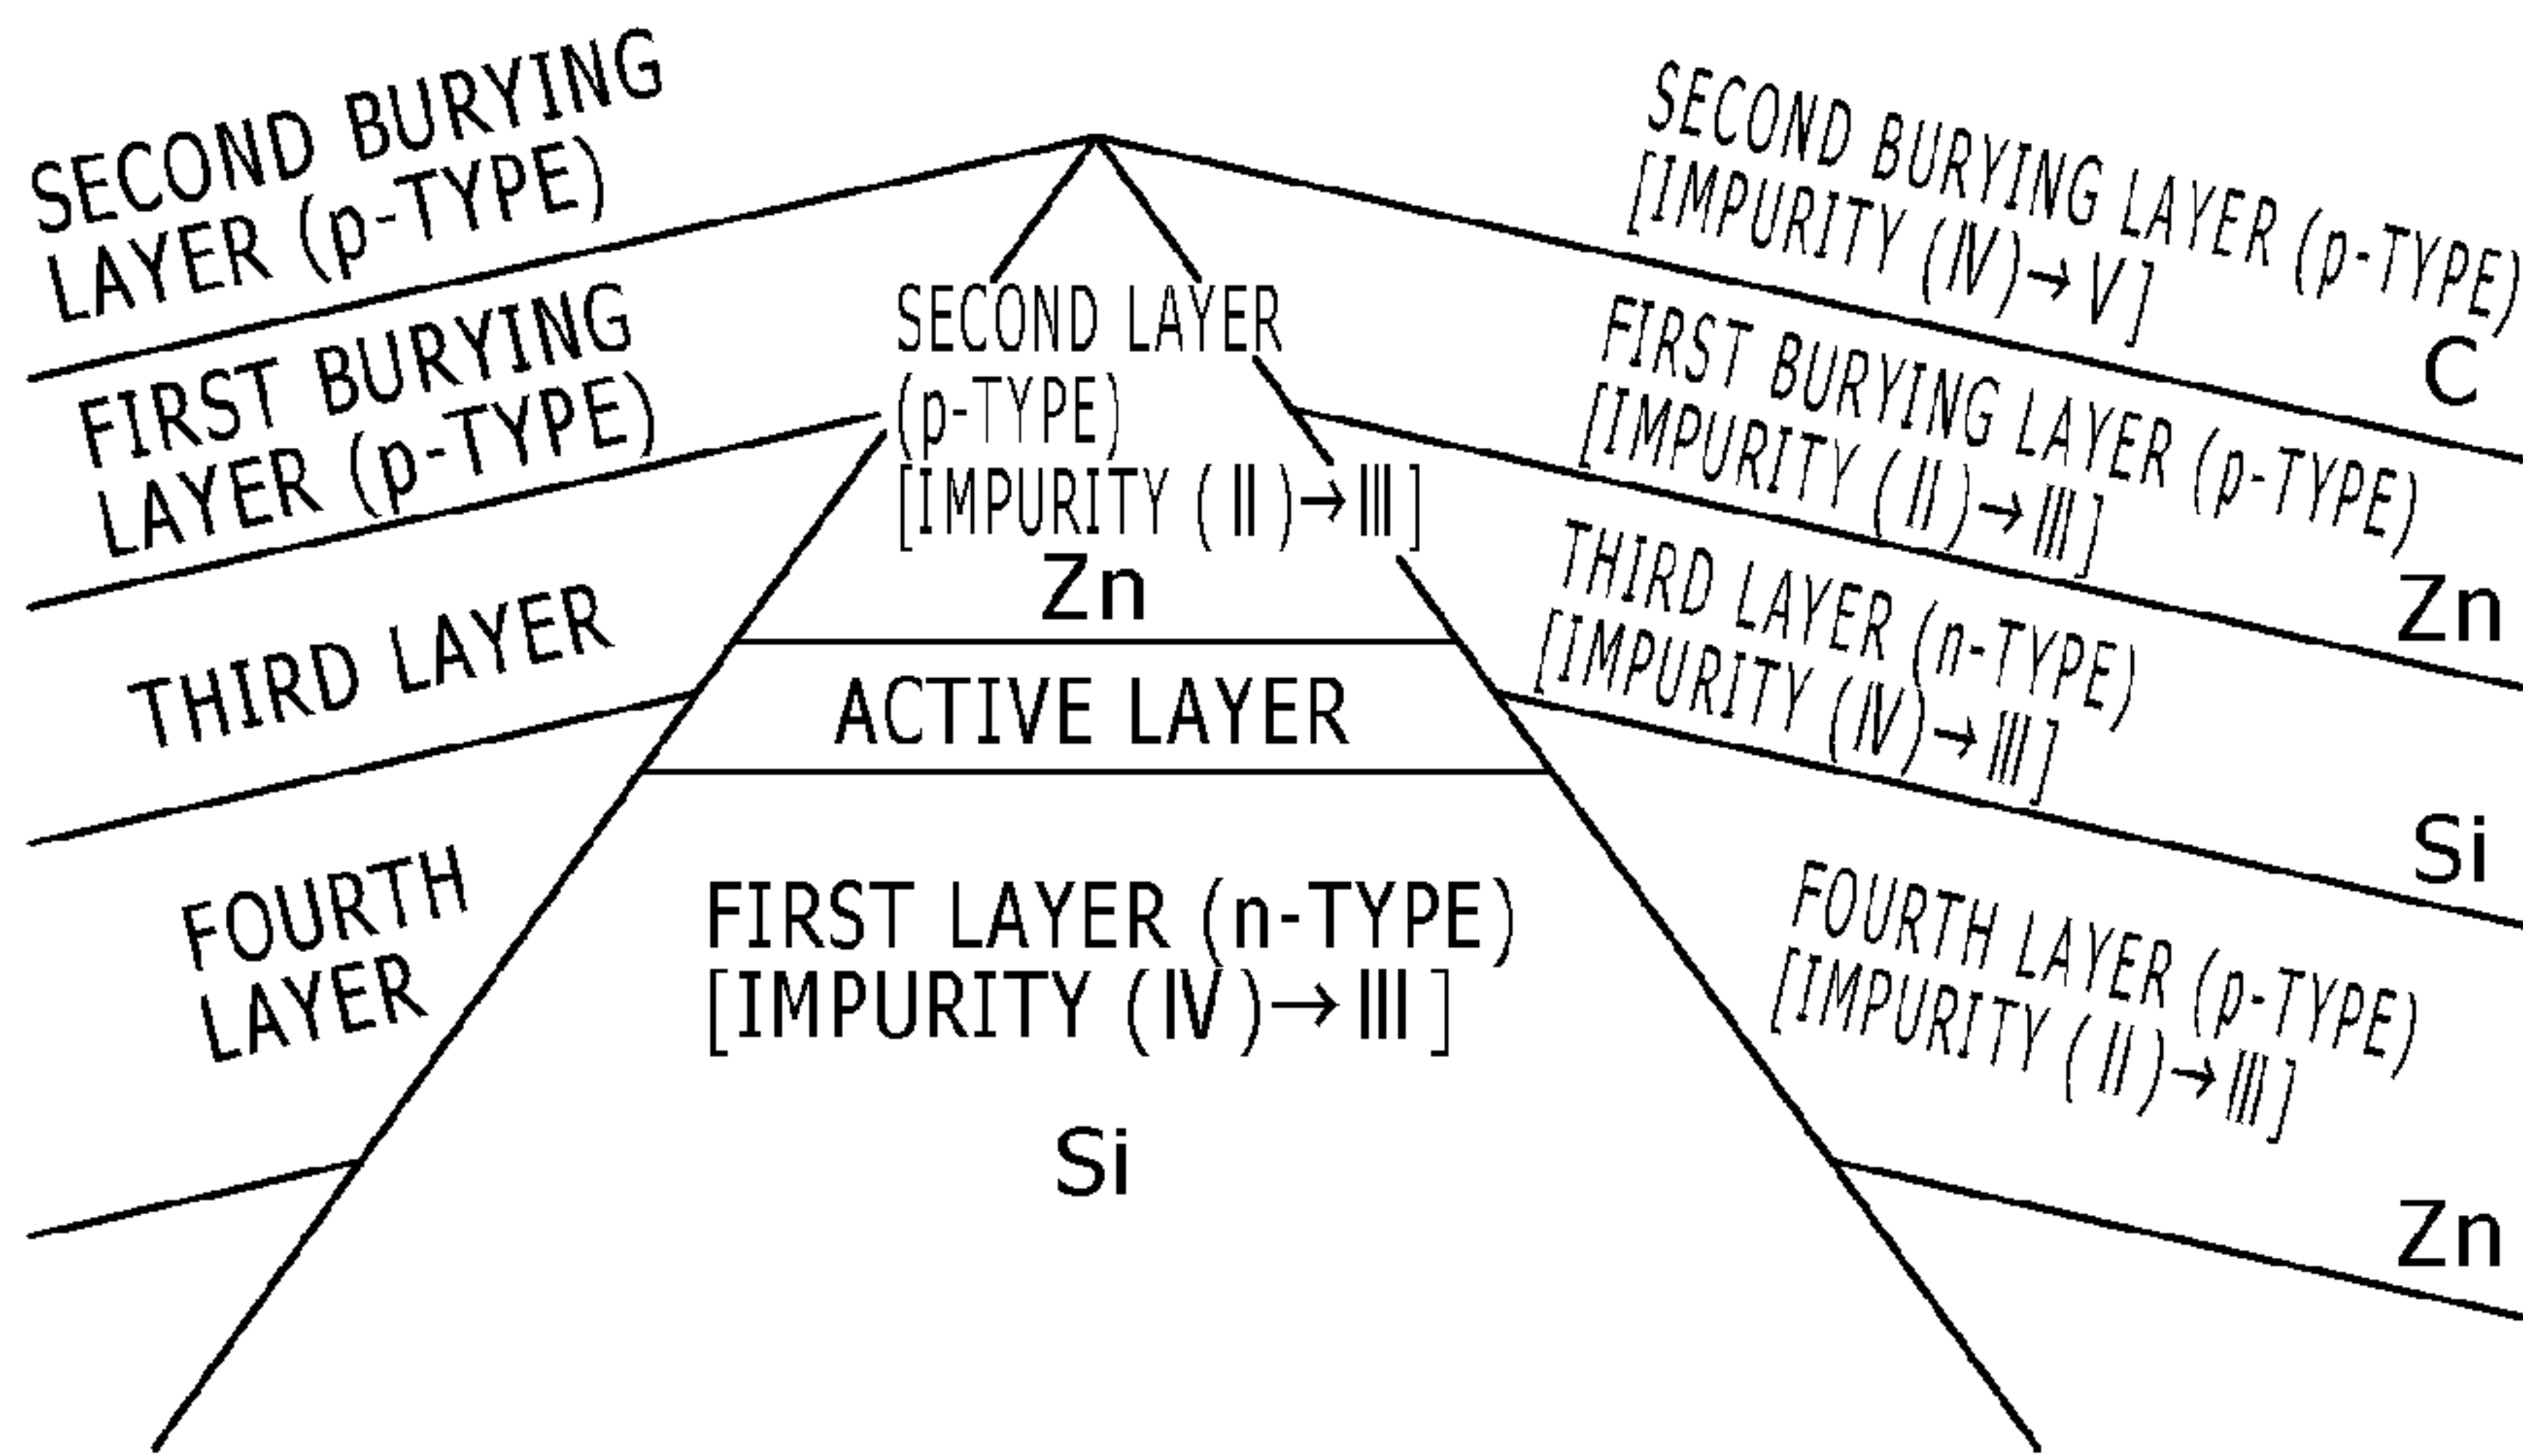 SECOND BURYING
LAYER (p-TYPE)
FIRST BURYING
LAYER (p-TYPE)
THIRD LAYER
FOURTH
LAYER
SECOND LAYER
(p-TYPE)
[IMPURITY (Ⅱ)→Ⅲ]
Zn
ACTIVE LAYER
FIRST LAYER (n-TYPE)
[IMPURITY (Ⅳ)→Ⅲ]
Si
SECOND BURYING LAYER (p-TYPE)
[IMPURITY (Ⅳ)→Ⅴ]
C
FIRST BURYING LAYER (p-TYPE)
[IMPURITY (Ⅱ)→Ⅲ]
Zn
THIRD LAYER (n-TYPE)
[IMPURITY (Ⅳ)→Ⅲ]
Si
FOURTH LAYER (p-TYPE)
[IMPURITY (Ⅱ)→Ⅲ]
Zn